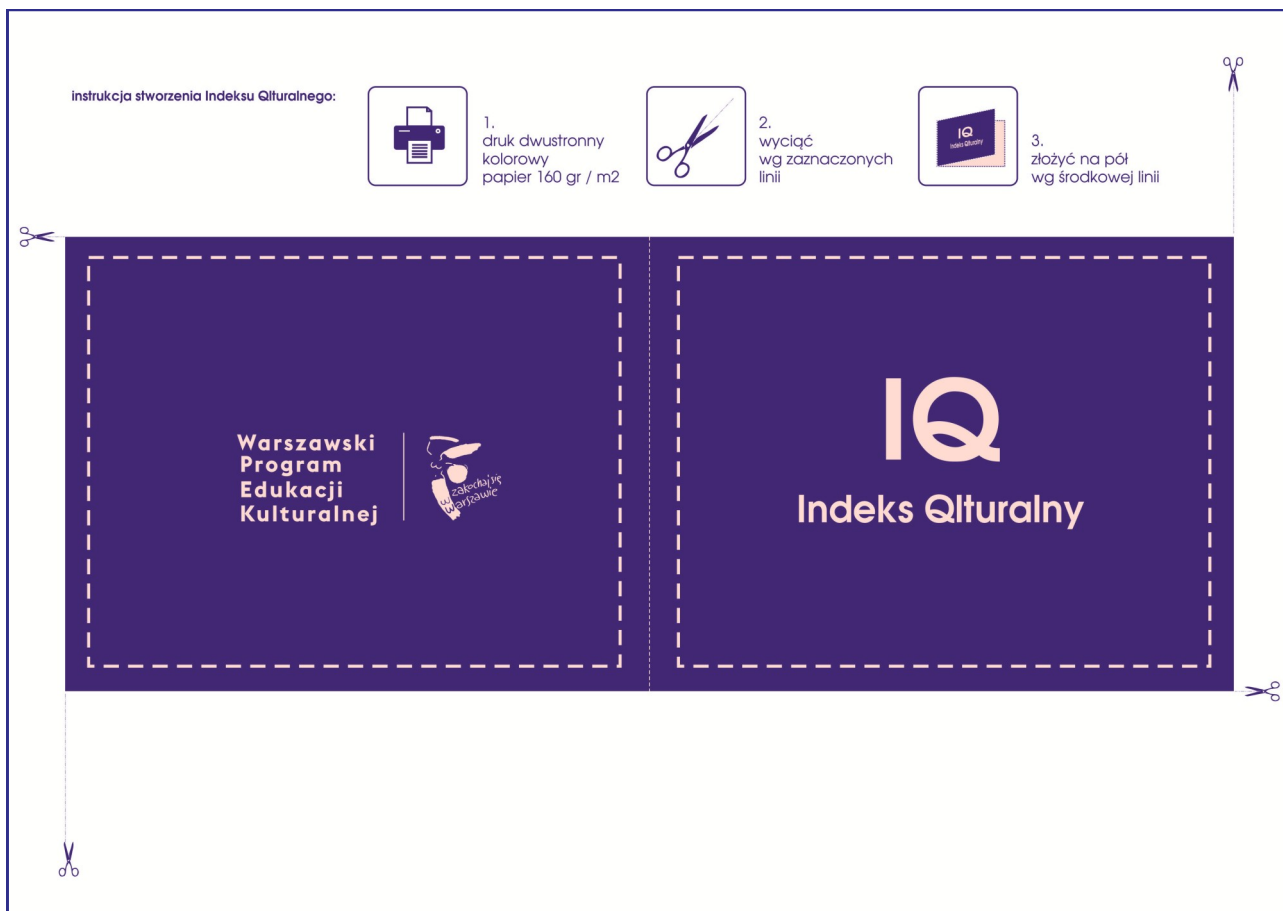 instrukcja stworzenia Indeksu Qlturalnego:
1.
druk dwustronny
kolorowy
papier 160 gr / m2
2.
wyciąć
wg zaznaczonych
linii
IQ
Indeks Qlturalny
3.
złożyć na pół
wg środkowej linii
Warszawski
Program
Edukacji
Kulturalnej
zakochaj się
w Warszawie
IQ
Indeks Qlturalny